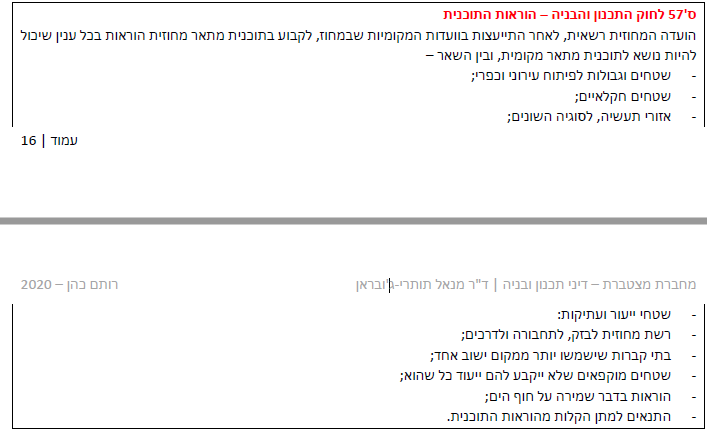 ס'57 לחוק התכנון והבניה – הוראות התוכנית
הועדה המחוזית רשאית, לאחר התייעצות בוועדות המקומיות שבמחוז, לקבוע בתוכנית מתאר מחוזית הוראות בכל ענין שיכול
להיות נושא לתוכנית מתאר מקומית, ובין השאר –
- שטחים וגבולות לפיתוח עירוני וכפרי;
- שטחים חקלאיים;
- אזורי תעשיה, לסוגיה השונים;
עמוד | 16
מחברת מצטברת – דיני תכנון ובניה | ד"ר מנאל תותרי-ג'ובראן רותם כהן – 2020
- שטחי ייעור ועתיקות:
- רשת מחוזית לבזק, לתחבורה ולדרכים;
- בתי קברות שישמשו יותר ממקום ישוב אחד;
- שטחים מוקפאים שלא ייקבע להם ייעוד כל שהוא;
- הוראות בדבר שמירה על חוף הים;
- התנאים למתן הקלות מהוראות התוכנית.